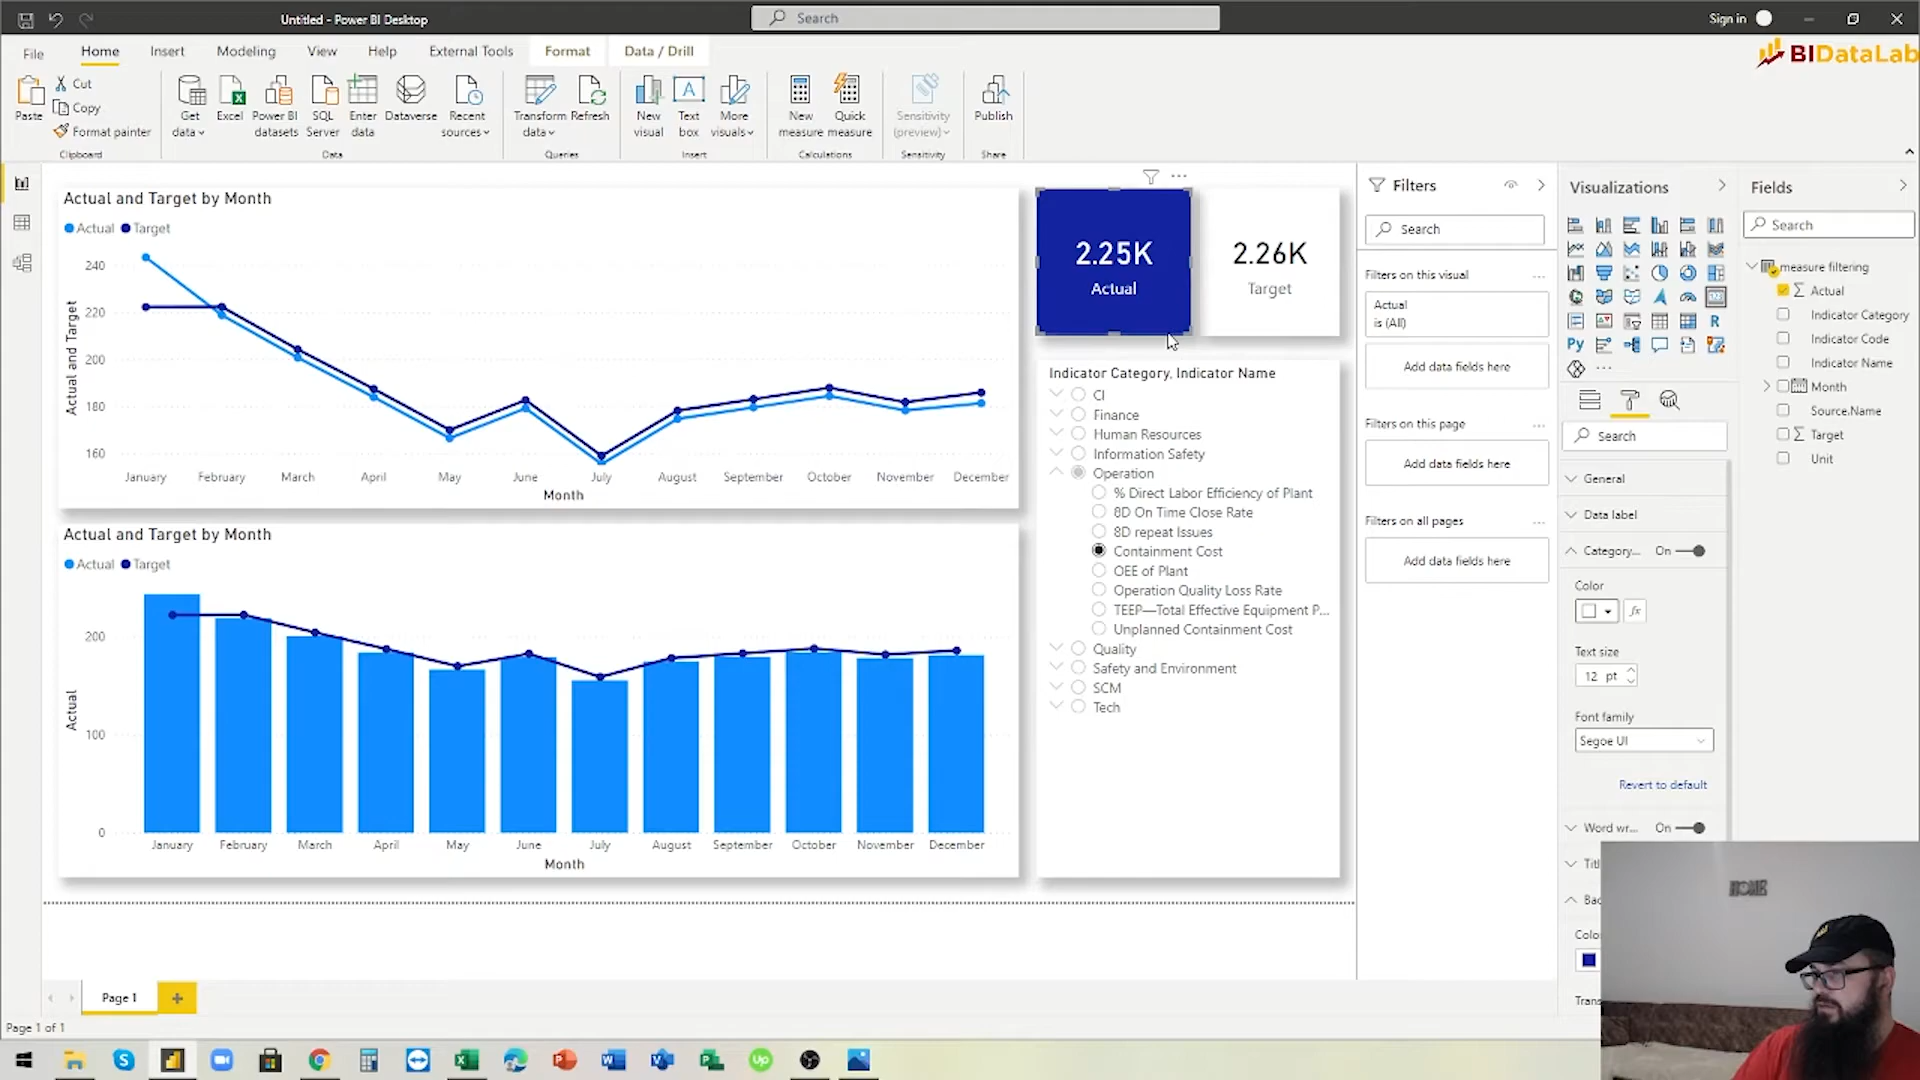 Untitled - Power BI Desktop
Search
Sign in
File
Home
Insert
Modeling
View
Help
External Tools
Format
Data / Drill
BIDataLab
Paste
Cut
Copy
Format painter
Clipboard
Get data
Excel
Power BI datasets
SQL Server
Enter data
Dataverse
Recent sources
Data
Transform data
Refresh
Queries
New visual
Text box
More visuals
Insert
New measure
Quick measure
Calculations
Sensitivity (preview)
Sensitivity
Publish
Share
Actual and Target by Month
Actual
Target
240
220
200
180
160
Actual and Target
January
February
March
April
May
June
July
August
September
October
November
December
Month
Actual and Target by Month
Actual
Target
200
100
0
Actual
January
February
March
April
May
June
July
August
September
October
November
December
Month
2.25K
Actual
2.26K
Target
Indicator Category, Indicator Name
CI
Finance
Human Resources
Information Safety
Operation
% Direct Labor Efficiency of Plant
8D On Time Close Rate
8D repeat Issues
Containment Cost
OEE of Plant
Operation Quality Loss Rate
TEEP—Total Effective Equipment P...
Unplanned Containment Cost
Quality
Safety and Environment
SCM
Tech
Filters
Search
Filters on this visual
Actual
is (All)
Add data fields here
Filters on this page
Add data fields here
Filters on all pages
Add data fields here
Visualizations
R
Py
Search
General
Data label
Category...
On
Color
fx
Text size
12 pt
Font family
Segoe UI
Revert to default
Word wr...
On
Titl
Bac
Colo
Trans
Fields
Search
measure filtering
Actual
Indicator Category
Indicator Code
Indicator Name
Month
Source.Name
Target
Unit
HOME
Page 1
Page 1 of 1